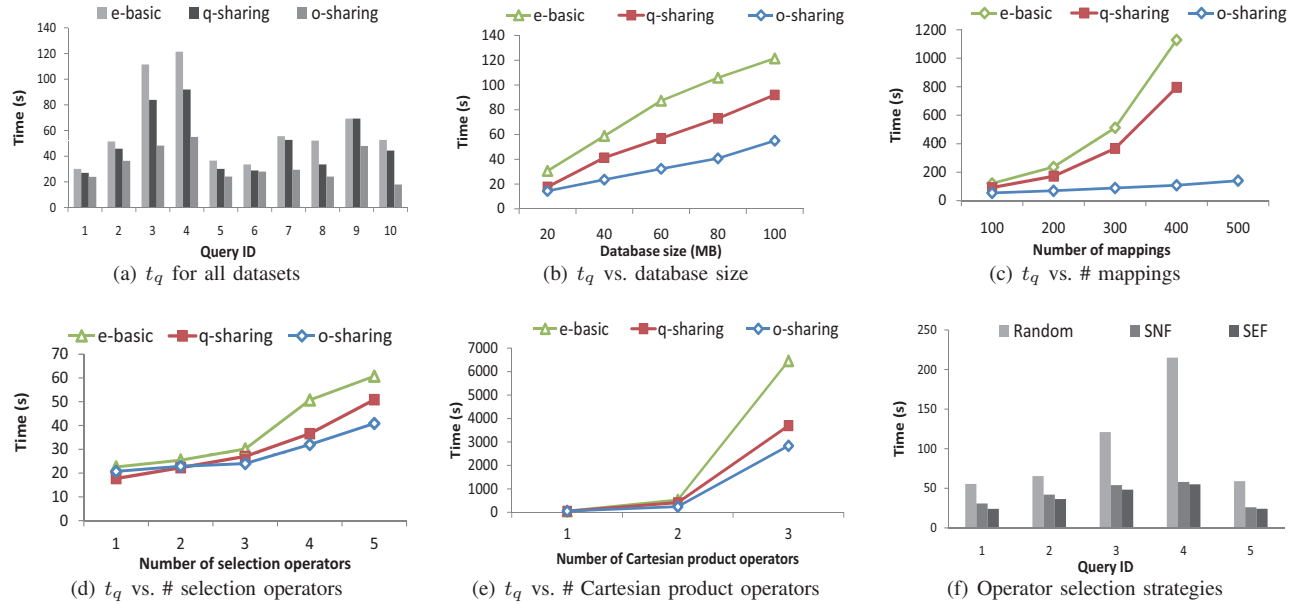 e-basic q-sharing o-sharing
140
120
100
80
60
40
20
0
Time (s)
1 2 3 4 5 6 7 8 9 10
Query ID
(a) t_q for all datasets
e-basic q-sharing o-sharing
140
120
100
80
60
40
20
0
Time (s)
20 40 60 80 100
Database size (MB)
(b) t_q vs. database size
e-basic q-sharing o-sharing
1200
1000
800
600
400
200
0
Time (s)
100 200 300 400 500
Number of mappings
(c) t_q vs. # mappings
e-basic q-sharing o-sharing
70
60
50
40
30
20
10
0
Time (s)
1 2 3 4 5
Number of selection operators
(d) t_q vs. # selection operators
e-basic q-sharing o-sharing
7000
6000
5000
4000
3000
2000
1000
0
Time (s)
1 2 3
Number of Cartesian product operators
(e) t_q vs. # Cartesian product operators
Random SNF SEF
250
200
150
100
50
0
Time (s)
1 2 3 4 5
Query ID
(f) Operator selection strategies